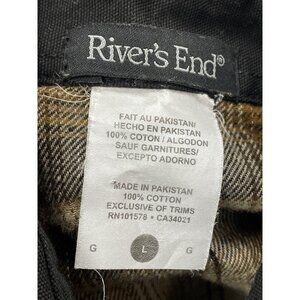 River's End®
FAIT AU PAKISTAN/
HECHO EN PAKISTAN
100% COTON / ALGODON
SAUF GARNITURES/
EXCEPTO ADORNO
MADE IN PAKISTAN
100% COTTON
EXCLUSIVE OF TRIMS
RN101578 • CA34021
G L G